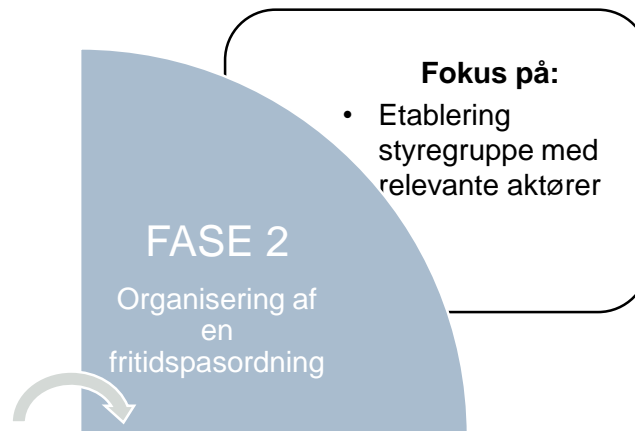 Fokus på:
• Etablering
styregruppe med
relevante aktører
FASE 2
Organisering af
en
fritidspasordning